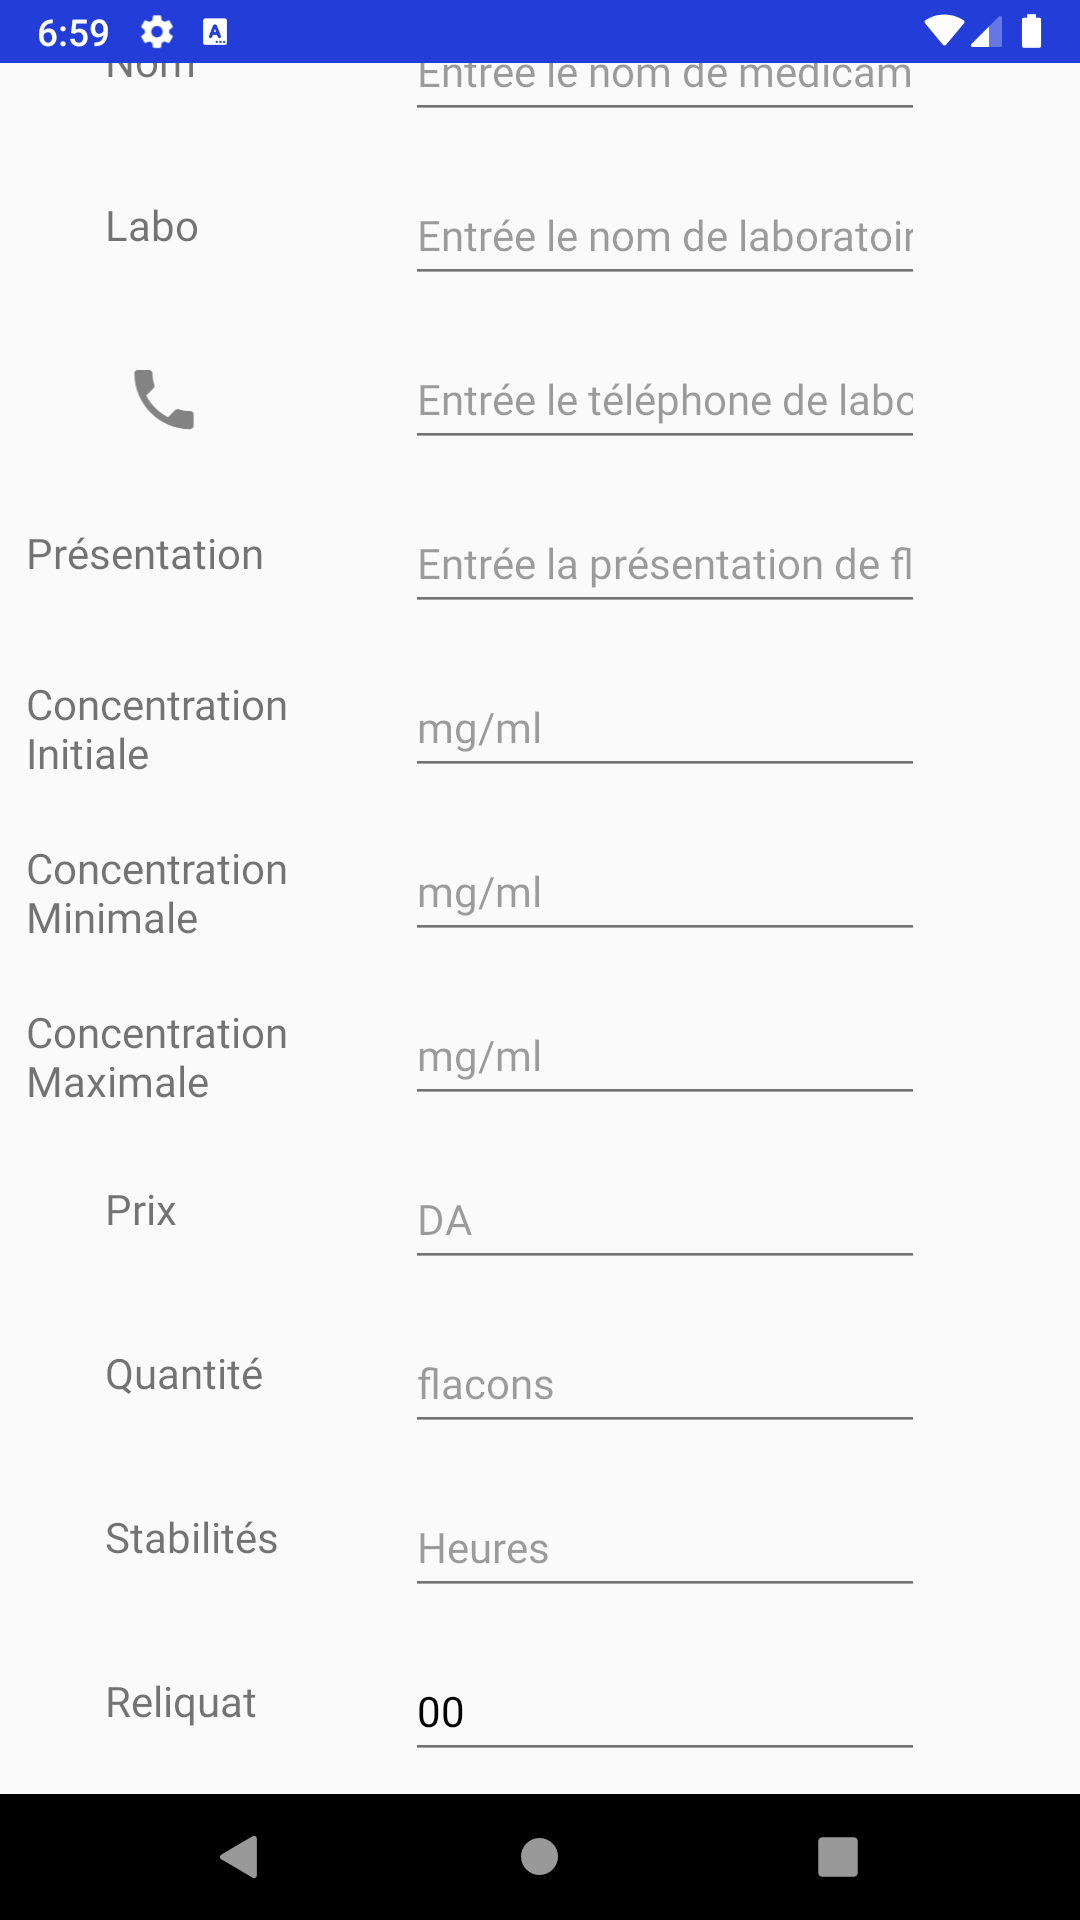 6:59
Nom
Entrée le nom de médicam
Labo
Entrée le nom de laboratoir
Entrée le téléphone de labo
Présentation
Entrée la présentation de fl
Concentration
Initiale
mg/ml
Concentration
Minimale
mg/ml
Concentration
Maximale
mg/ml
Prix
DA
Quantité
flacons
Stabilités
Heures
Reliquat
00